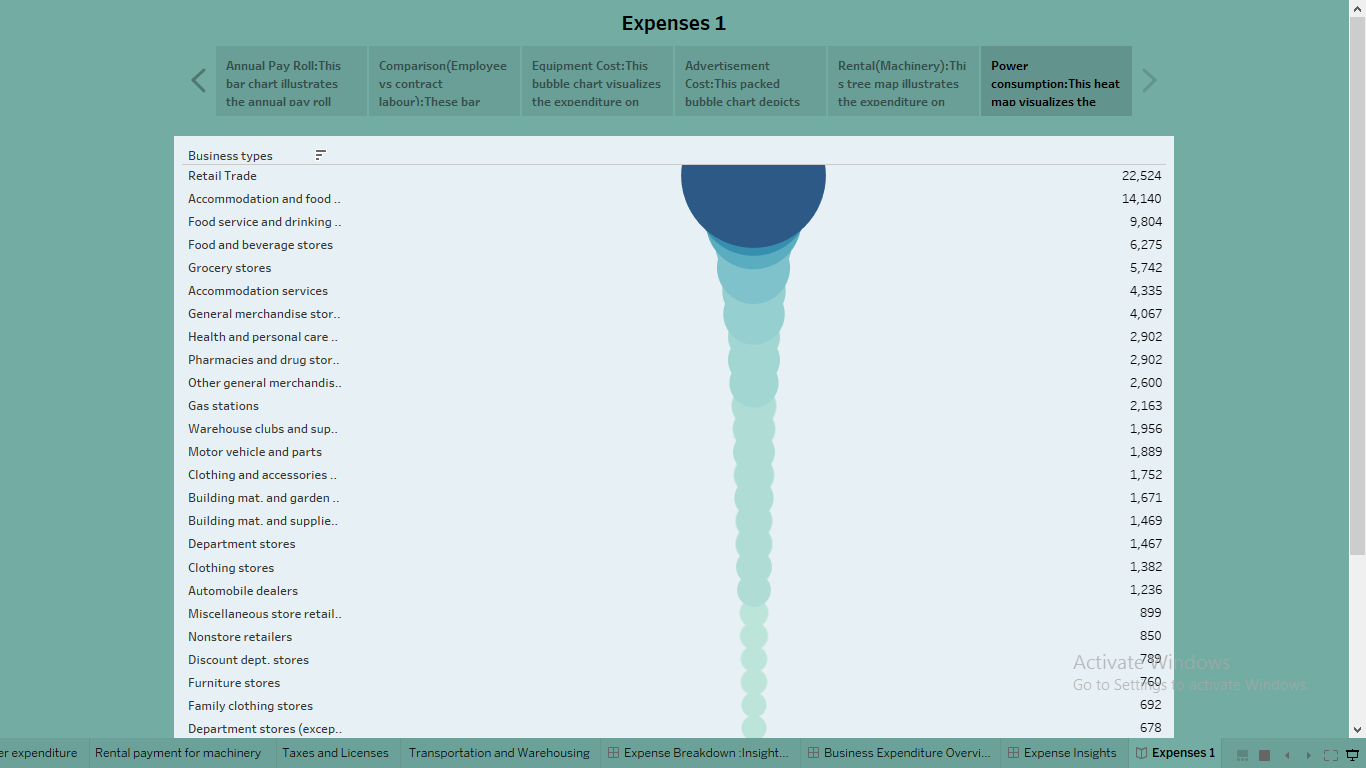 Expenses 1
Annual Pay Roll:This
bar chart illustrates
the annual pay roll
Comparison(Employee
vs contract
labour):These bar
Equipment Cost:This
bubble chart visualizes
the expenditure on
Advertisement
Cost:This packed
bubble chart depicts
Rental(Machinery):Thi
s tree map illustrates
the expenditure on
Power
consumption:This heat
map visualizes the
Business types
Retail Trade 22,524
Accommodation and food .. 14,140
Food service and drinking .. 9,804
Food and beverage stores 6,275
Grocery stores 5,742
Accommodation services 4,335
General merchandise stor.. 4,067
Health and personal care .. 2,902
Pharmacies and drug stor.. 2,902
Other general merchandis.. 2,600
Gas stations 2,163
Warehouse clubs and sup.. 1,956
Motor vehicle and parts 1,889
Clothing and accessories .. 1,752
Building mat. and garden .. 1,671
Building mat. and supplie.. 1,469
Department stores 1,467
Clothing stores 1,382
Automobile dealers 1,236
Miscellaneous store retail.. 899
Nonstore retailers 850
Discount dept. stores 789
Furniture stores 760
Family clothing stores 692
Department stores (excep.. 678
Activate Windows
Go to Settings to activate Windows.
er expenditure
Rental payment for machinery
Taxes and Licenses
Transportation and Warehousing
Expense Breakdown :Insight...
Business Expenditure Overvi...
Expense Insights
Expenses 1